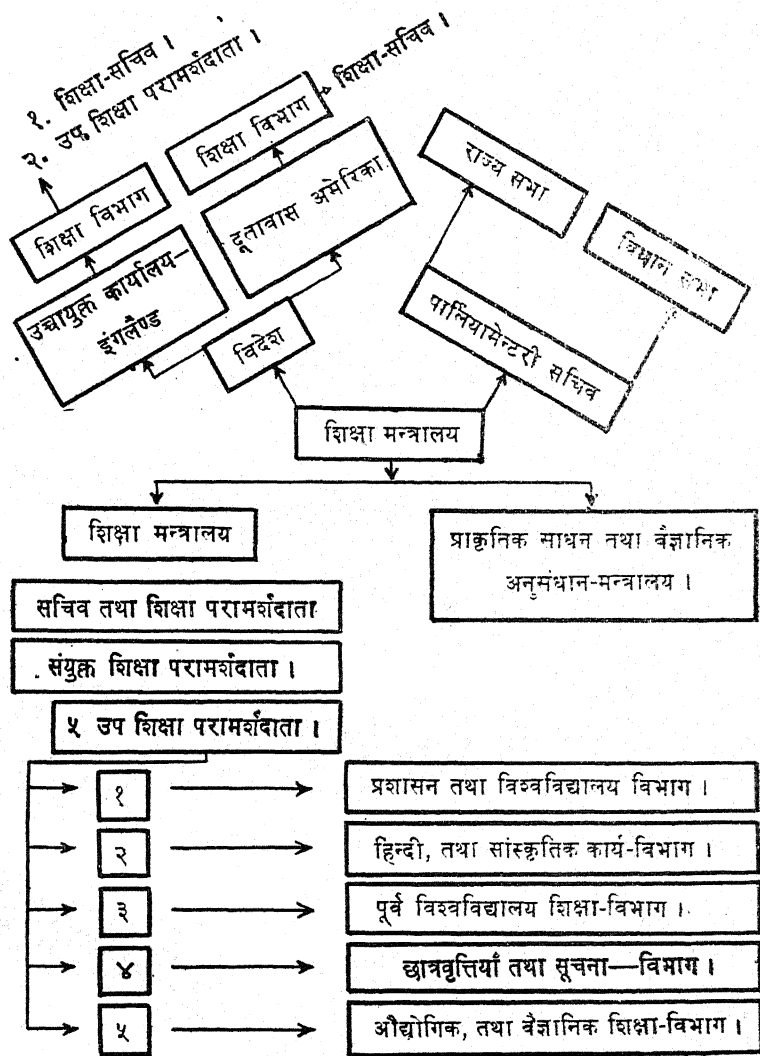 १. शिक्षा-सचिव ।
२. उप शिक्षा परामर्शदाता ।
शिक्षा-सचिव ।
शिक्षा विभाग
शिक्षा विभाग
राज्य सभा
विधान सभा
दूतावास अमेरिका
उच्चायुक्त कार्यालय—
इंगलैण्ड
विदेश
पार्लियामेन्टरी सचिव
शिक्षा मन्त्रालय
शिक्षा मन्त्रालय
प्राकृतिक साधन तथा वैज्ञानिक
अनुसंधान-मन्त्रालय ।
सचिव तथा शिक्षा परामर्शदाता
संयुक्त शिक्षा परामर्शदाता ।
५ उप शिक्षा परामर्शदाता ।
१ प्रशासन तथा विश्वविद्यालय विभाग ।
२ हिन्दी, तथा सांस्कृतिक कार्य-विभाग ।
३ पूर्व विश्वविद्यालय शिक्षा-विभाग ।
४ छात्रवृत्तियाँ तथा सूचना—विभाग ।
५ औद्योगिक, तथा वैज्ञानिक शिक्षा-विभाग ।